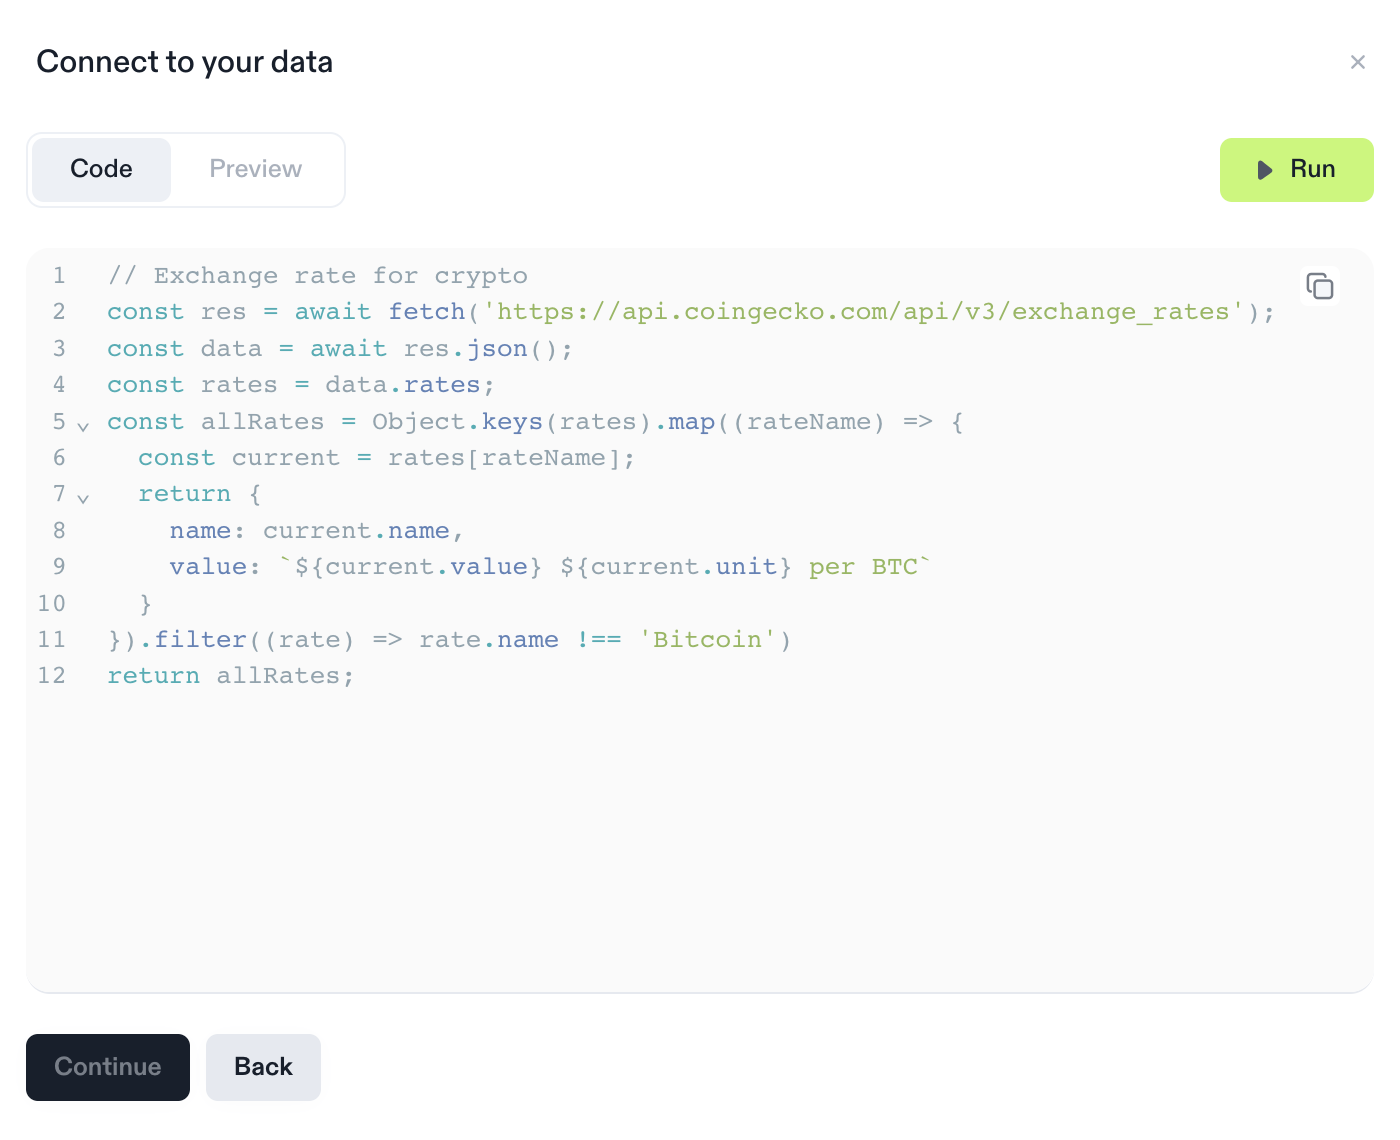 Connect to your data
Code Preview Run
1 // Exchange rate for crypto
2 const res = await fetch('https://api.coingecko.com/api/v3/exchange_rates');
3 const data = await res.json();
4 const rates = data.rates;
5 const allRates = Object.keys(rates).map((rateName) => {
6   const current = rates[rateName];
7   return {
8     name: current.name,
9     value: `${current.value} ${current.unit} per BTC`
10   }
11 }).filter((rate) => rate.name !== 'Bitcoin')
12 return allRates;
Continue Back